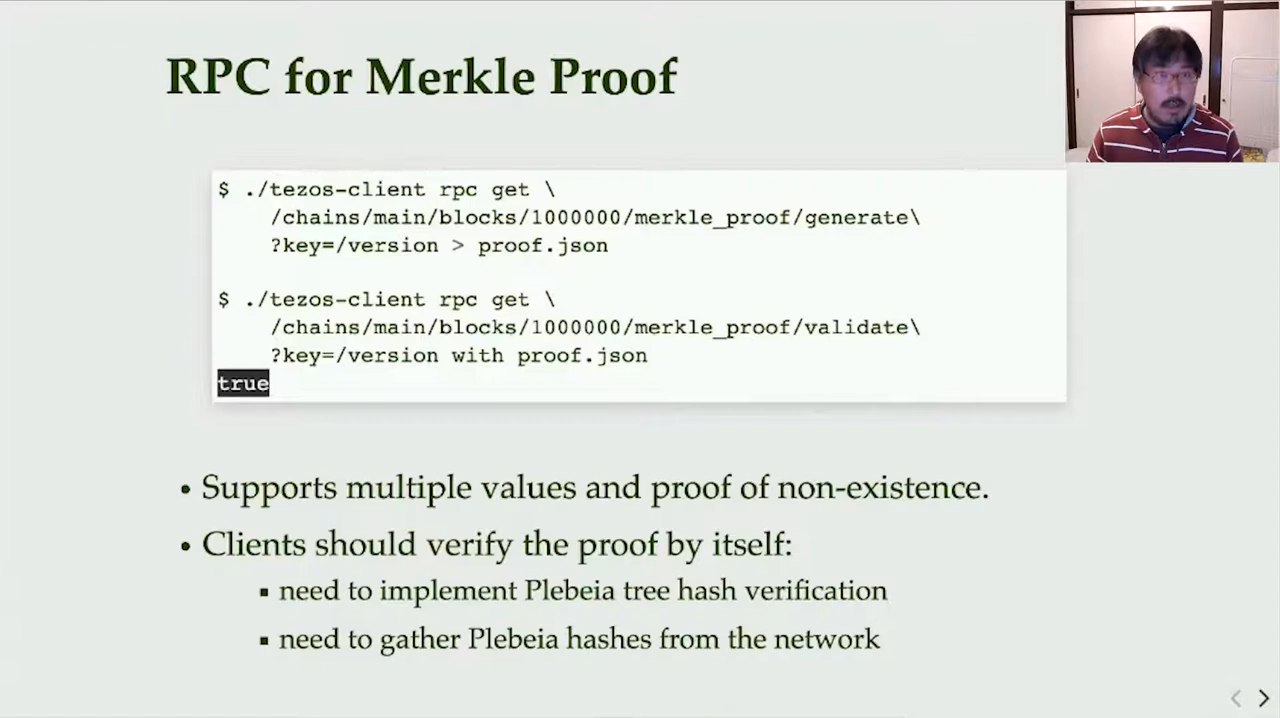 RPC for Merkle Proof
$ ./tezos-client rpc get \
/chains/main/blocks/1000000/merkle_proof/generate\
?key=/version > proof.json
$ ./tezos-client rpc get \
/chains/main/blocks/1000000/merkle_proof/validate\
?key=/version with proof.json
true
• Supports multiple values and proof of non-existence.
• Clients should verify the proof by itself:
▪ need to implement Plebeia tree hash verification
▪ need to gather Plebeia hashes from the network